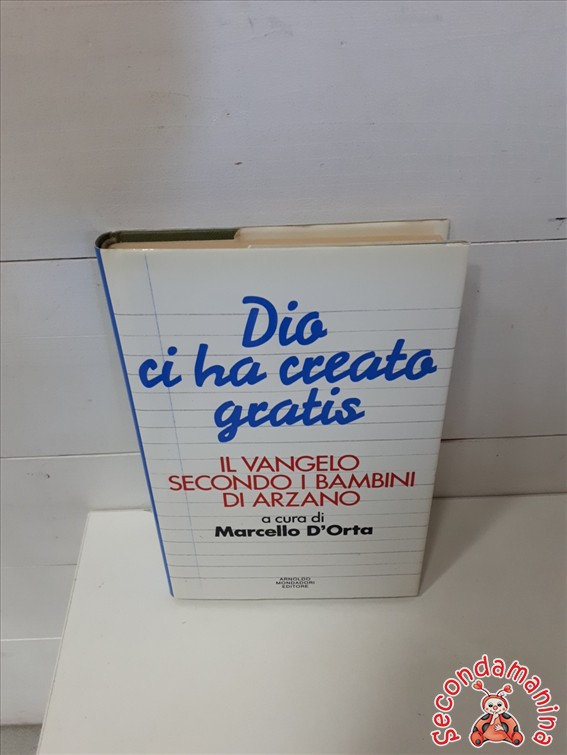 Dio
ci ha creato
gratis
IL VANGELO
SECONDO I BAMBINI
DI ARZANO
a cura di
Marcello D'Orta
ARNOLDO
MONDADORI
EDITORE
Secondamanina